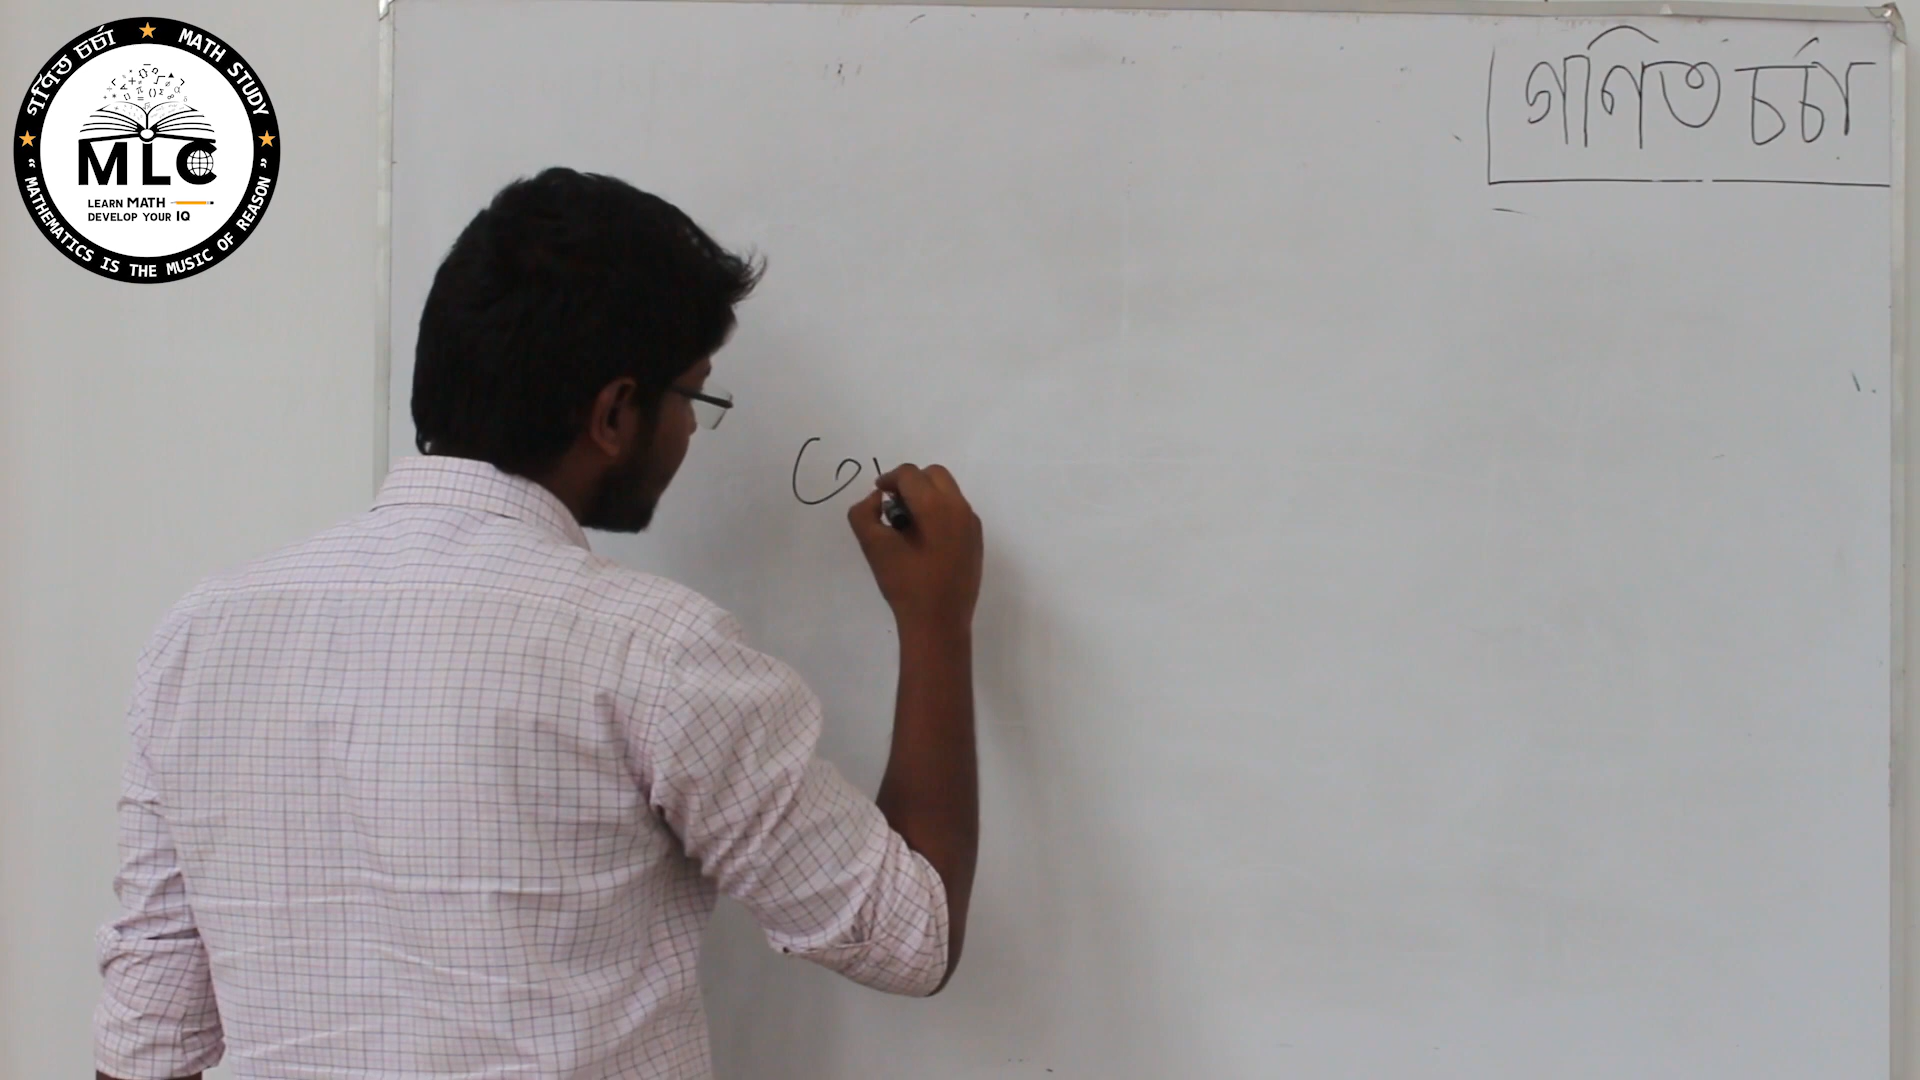 গণিত চর্চা ★ MATH STUDY
MLC
LEARN MATH
DEVELOP YOUR IQ
" MATHEMATICS IS THE MUSIC OF REASON "
গণিত চর্চা